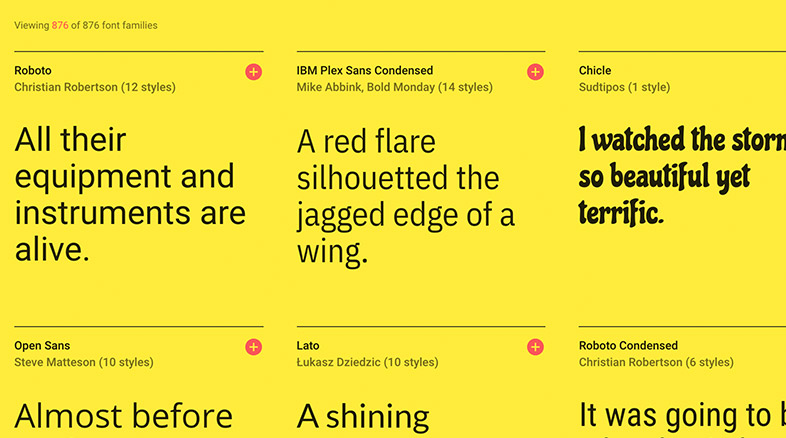 Viewing 876 of 876 font families
Roboto
Christian Robertson (12 styles)
All their
equipment and
instruments are
alive.
IBM Plex Sans Condensed
Mike Abbink, Bold Monday (14 styles)
A red flare
silhouetted the
jagged edge of a
wing.
Chicle
Sudtipos (1 style)
I watched the
so beautiful yet
terrific.
Open Sans
Steve Matteson (10 styles)
Almost before
Lato
Łukasz Dziedzic (10 styles)
A shining
Roboto Condensed
Christian Robertson (6 styles)
It was going to